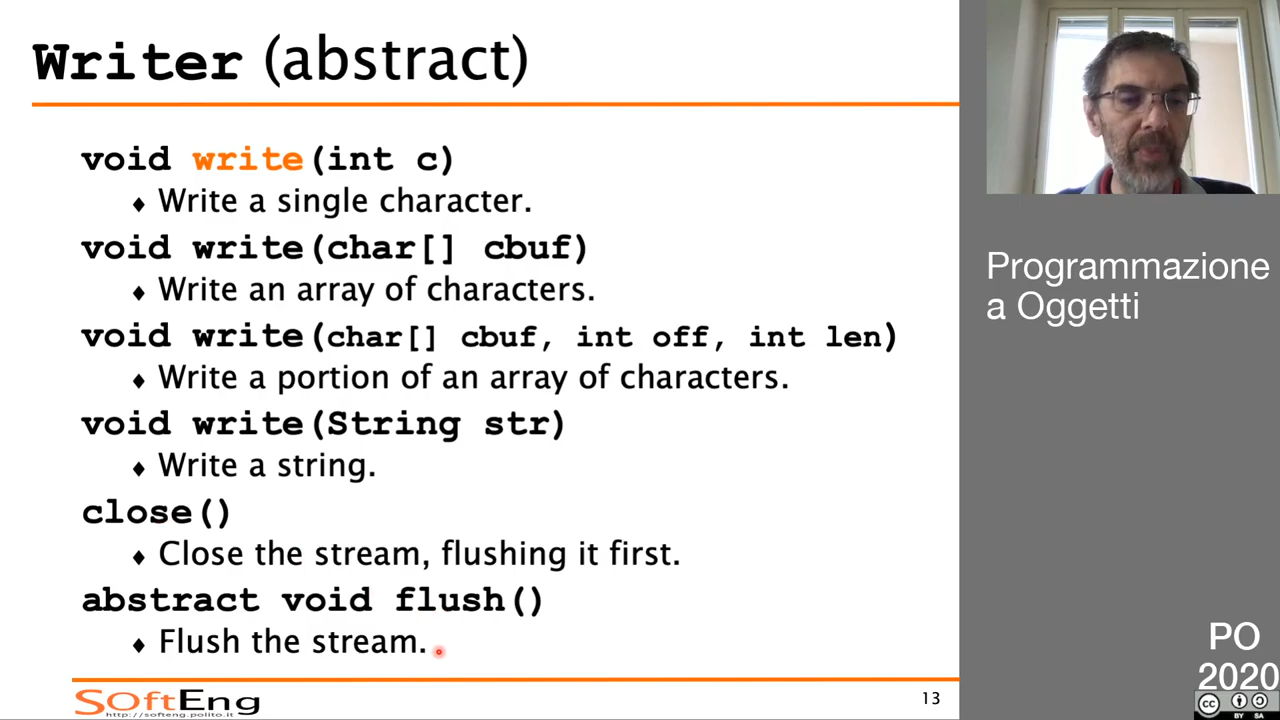 Writer (abstract)
void write(int c)
♦ Write a single character.
void write(char[] cbuf)
♦ Write an array of characters.
void write(char[] cbuf, int off, int len)
♦ Write a portion of an array of characters.
void write(String str)
♦ Write a string.
close()
♦ Close the stream, flushing it first.
abstract void flush()
♦ Flush the stream.
SOftEng
http://softeng.polito.it
13
Programmazione
a Oggetti
PO
2020
cc
BY SA